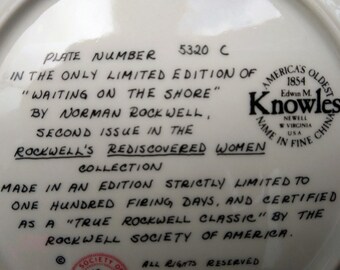 PLATE NUMBER 5320 C
IN THE ONLY LIMITED EDITION OF
"WAITING ON THE SHORE"
BY NORMAN ROCKWELL,
SECOND ISSUE IN THE
ROCKWELL'S REDISCOVERED WOMEN
COLLECTION
MADE IN AN EDITION STRICTLY LIMITED TO
ONE HUNDRED FIRING DAYS, AND CERTIFIED
AS A "TRUE ROCKWELL CLASSIC" BY THE
ROCKWELL SOCIETY OF AMERICA.
© ALL RIGHTS RESERVED
SOCIETY OF
AMERICA'S OLDEST
1854
Edwin M.
Knowles
NEWELL
W VIRGINIA
U.S.A
NAME IN FINE CHINA